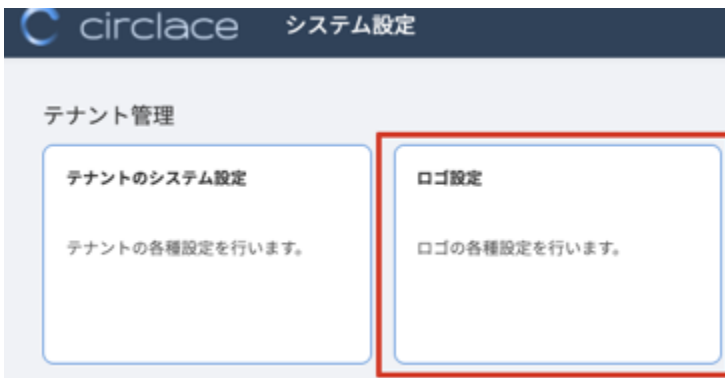 circlace システム設定
テナント管理
テナントのシステム設定
テナントの各種設定を行います。
ロゴ設定
ロゴの各種設定を行います。